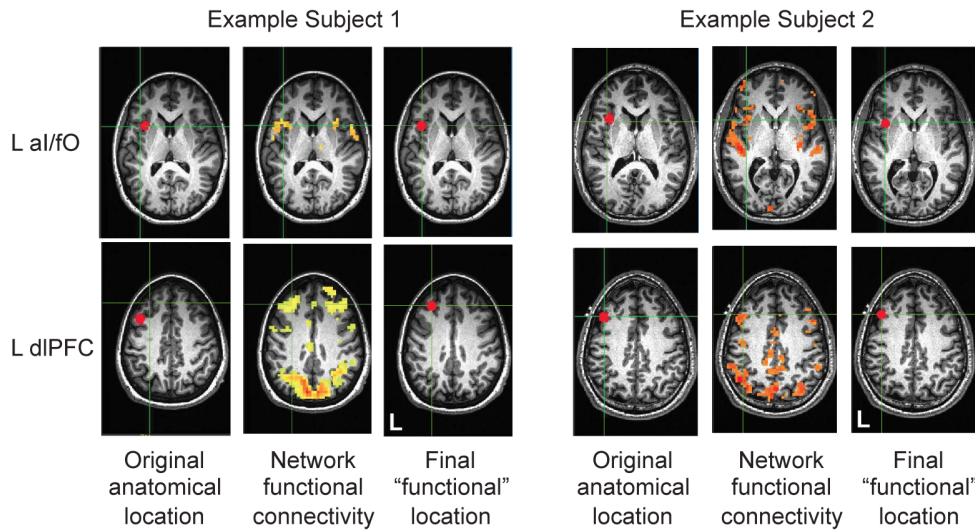 Example Subject 1
Example Subject 2
L aI/fO
L dlPFC
L
L
Original
anatomical
location
Network
functional
connectivity
Final
“functional”
location
Original
anatomical
location
Network
functional
connectivity
Final
“functional”
location